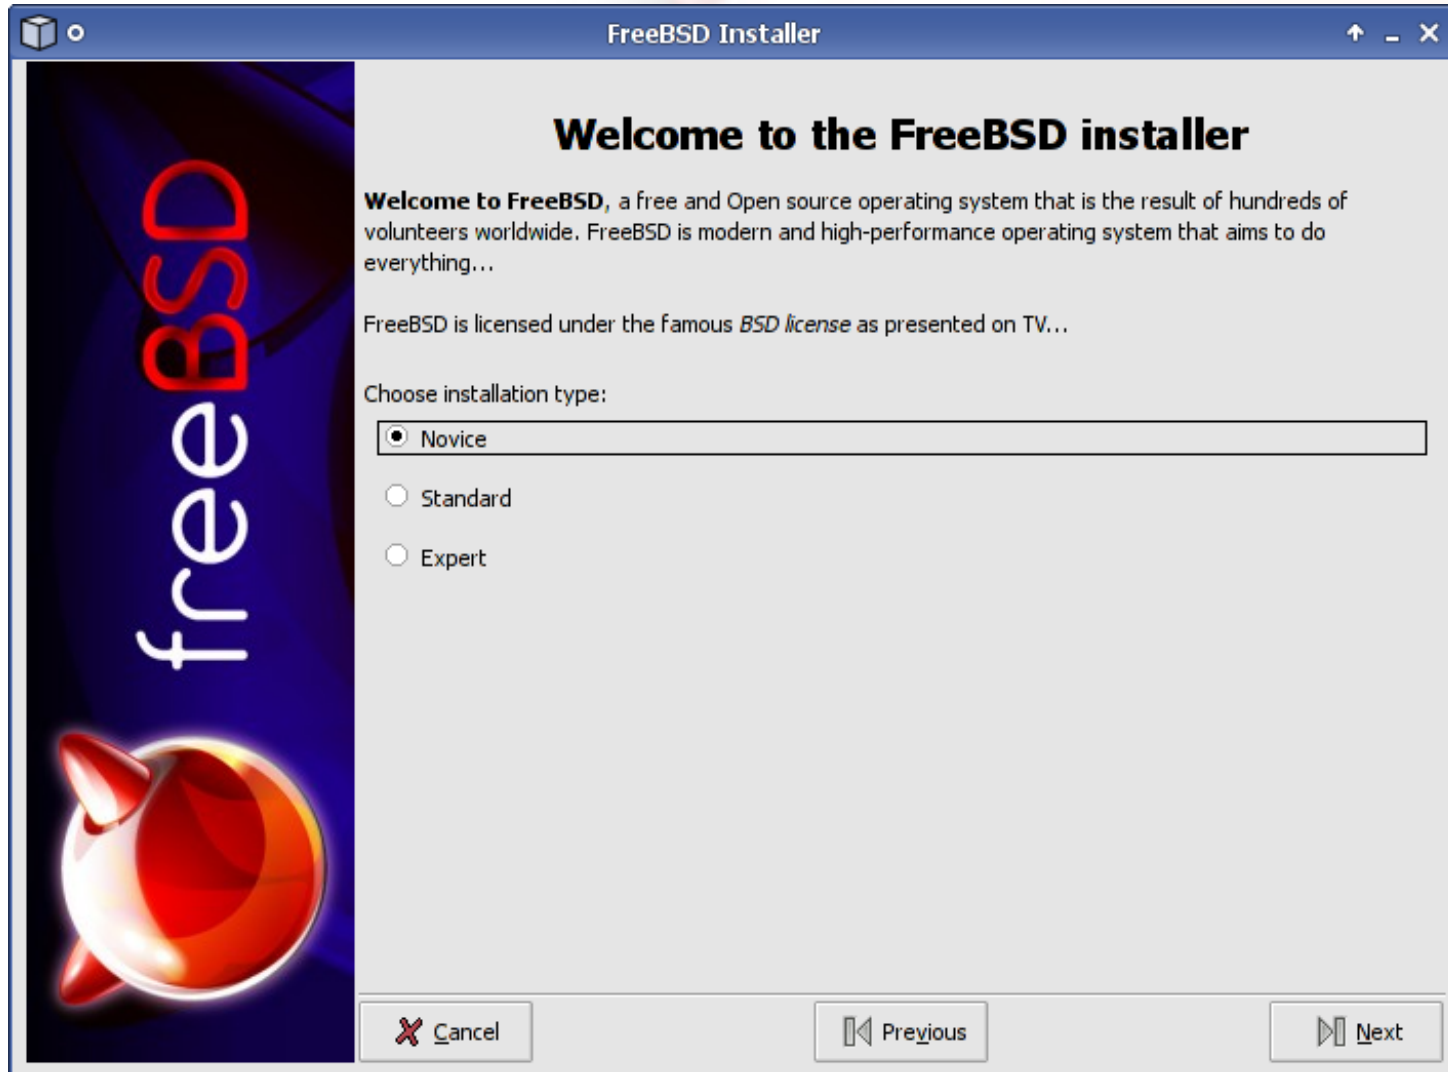 FreeBSD Installer
freeBSD
Welcome to the FreeBSD installer
Welcome to FreeBSD, a free and Open source operating system that is the result of hundreds of
volunteers worldwide. FreeBSD is modern and high-performance operating system that aims to do
everything...
FreeBSD is licensed under the famous BSD license as presented on TV...
Choose installation type:
Novice
Standard
Expert
Cancel
Previous
Next